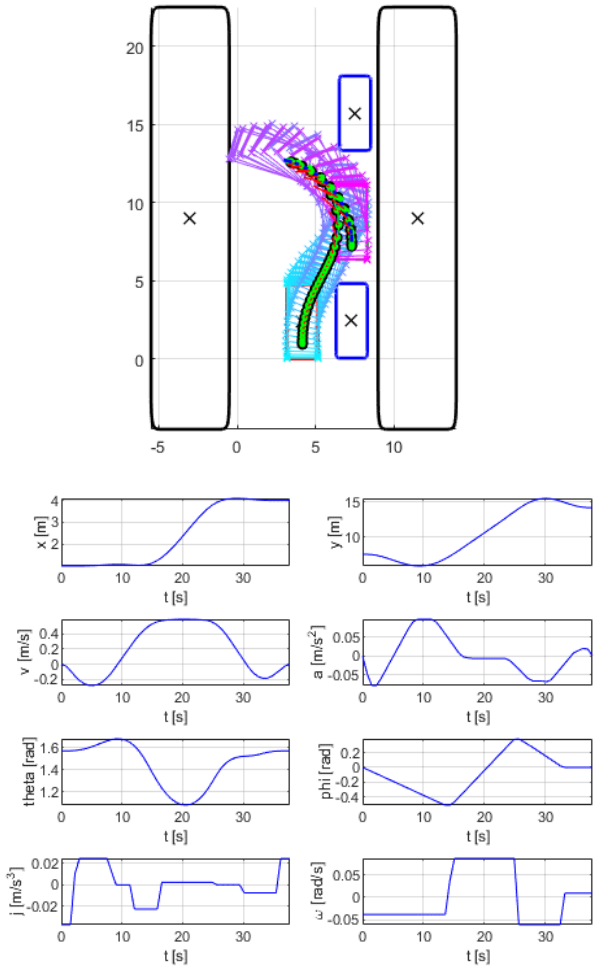 20
15
10
5
0
-5 0 5 10
4
3
2
x [m]
0 10 20 30
t [s]
15
10
y [m]
0 10 20 30
t [s]
0.4
0.2
0
-0.2
v [m/s]
0 10 20 30
t [s]
0.05
0
-0.05
a [m/s²]
0 10 20 30
t [s]
1.6
1.4
1.2
theta [rad]
0 10 20 30
t [s]
0.2
0
-0.2
-0.4
phi [rad]
0 10 20 30
t [s]
0.02
0
-0.02
j [m/s³]
0 10 20 30
t [s]
0.05
0
-0.05
ω [rad/s]
0 10 20 30
t [s]